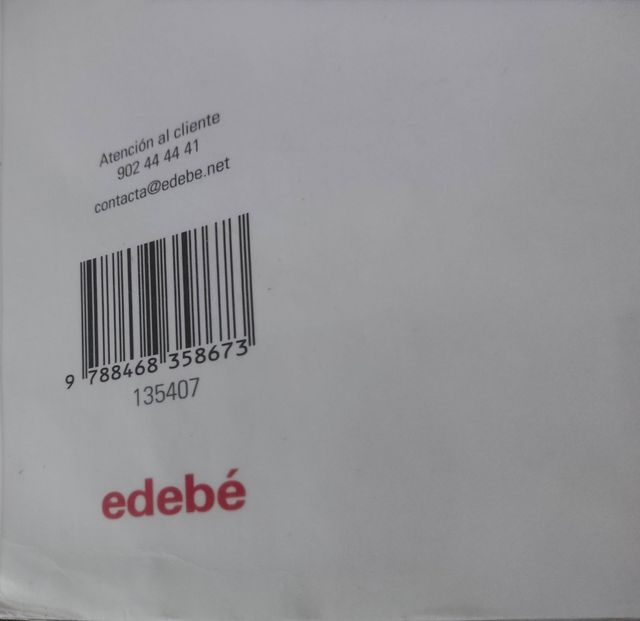 Atención al cliente
902 44 44 41
contacta@edebe.net
9 788468 358673
135407
edebé